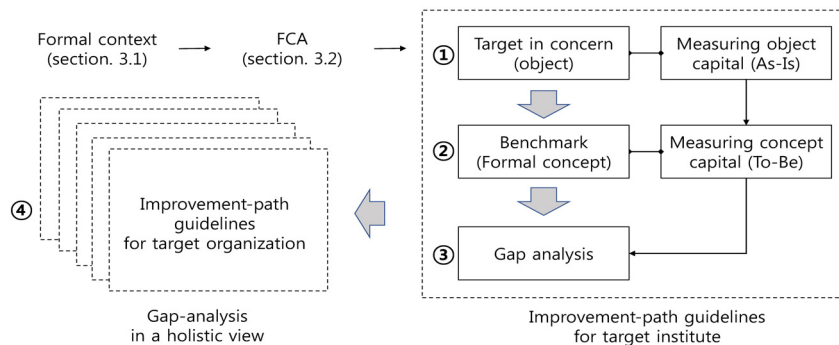 Formal context
(section. 3.1)
FCA
(section. 3.2)
①
Target in concern
(object)
Measuring object
capital (As-Is)
②
Benchmark
(Formal concept)
Measuring concept
capital (To-Be)
③
Gap analysis
④
Improvement-path
guidelines
for target organization
Gap-analysis
in a holistic view
Improvement-path guidelines
for target institute